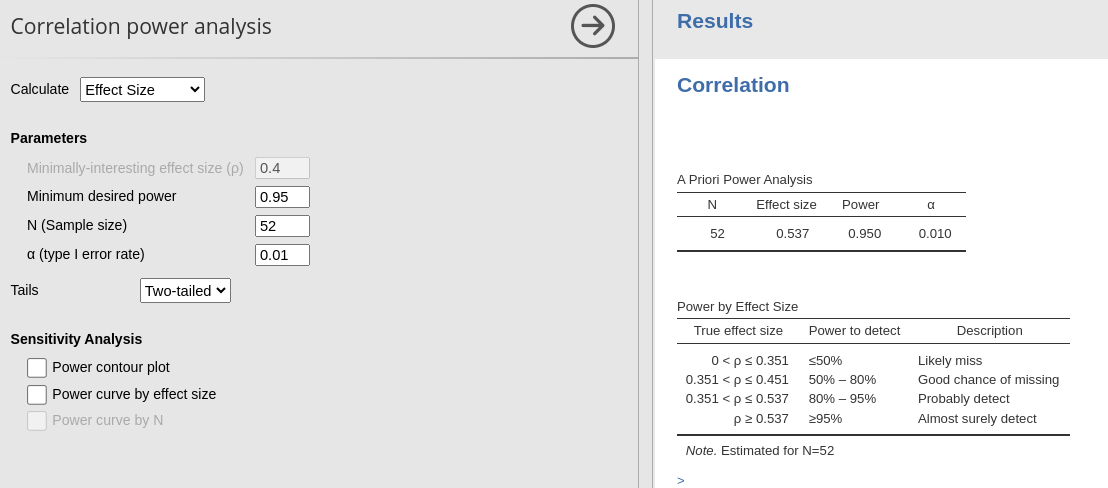 Correlation power analysis
Calculate Effect Size
Parameters
Minimally-interesting effect size (ρ) 0.4
Minimum desired power 0.95
N (Sample size) 52
α (type I error rate) 0.01
Tails Two-tailed
Sensitivity Analysis
Power contour plot
Power curve by effect size
Power curve by N
Results
Correlation
A Priori Power Analysis
N Effect size Power α
52 0.537 0.950 0.010
Power by Effect Size
True effect size Power to detect Description
0 < ρ ≤ 0.351 ≤50% Likely miss
0.351 < ρ ≤ 0.451 50% – 80% Good chance of missing
0.351 < ρ ≤ 0.537 80% – 95% Probably detect
ρ ≥ 0.537 ≥95% Almost surely detect
Note. Estimated for N=52
>